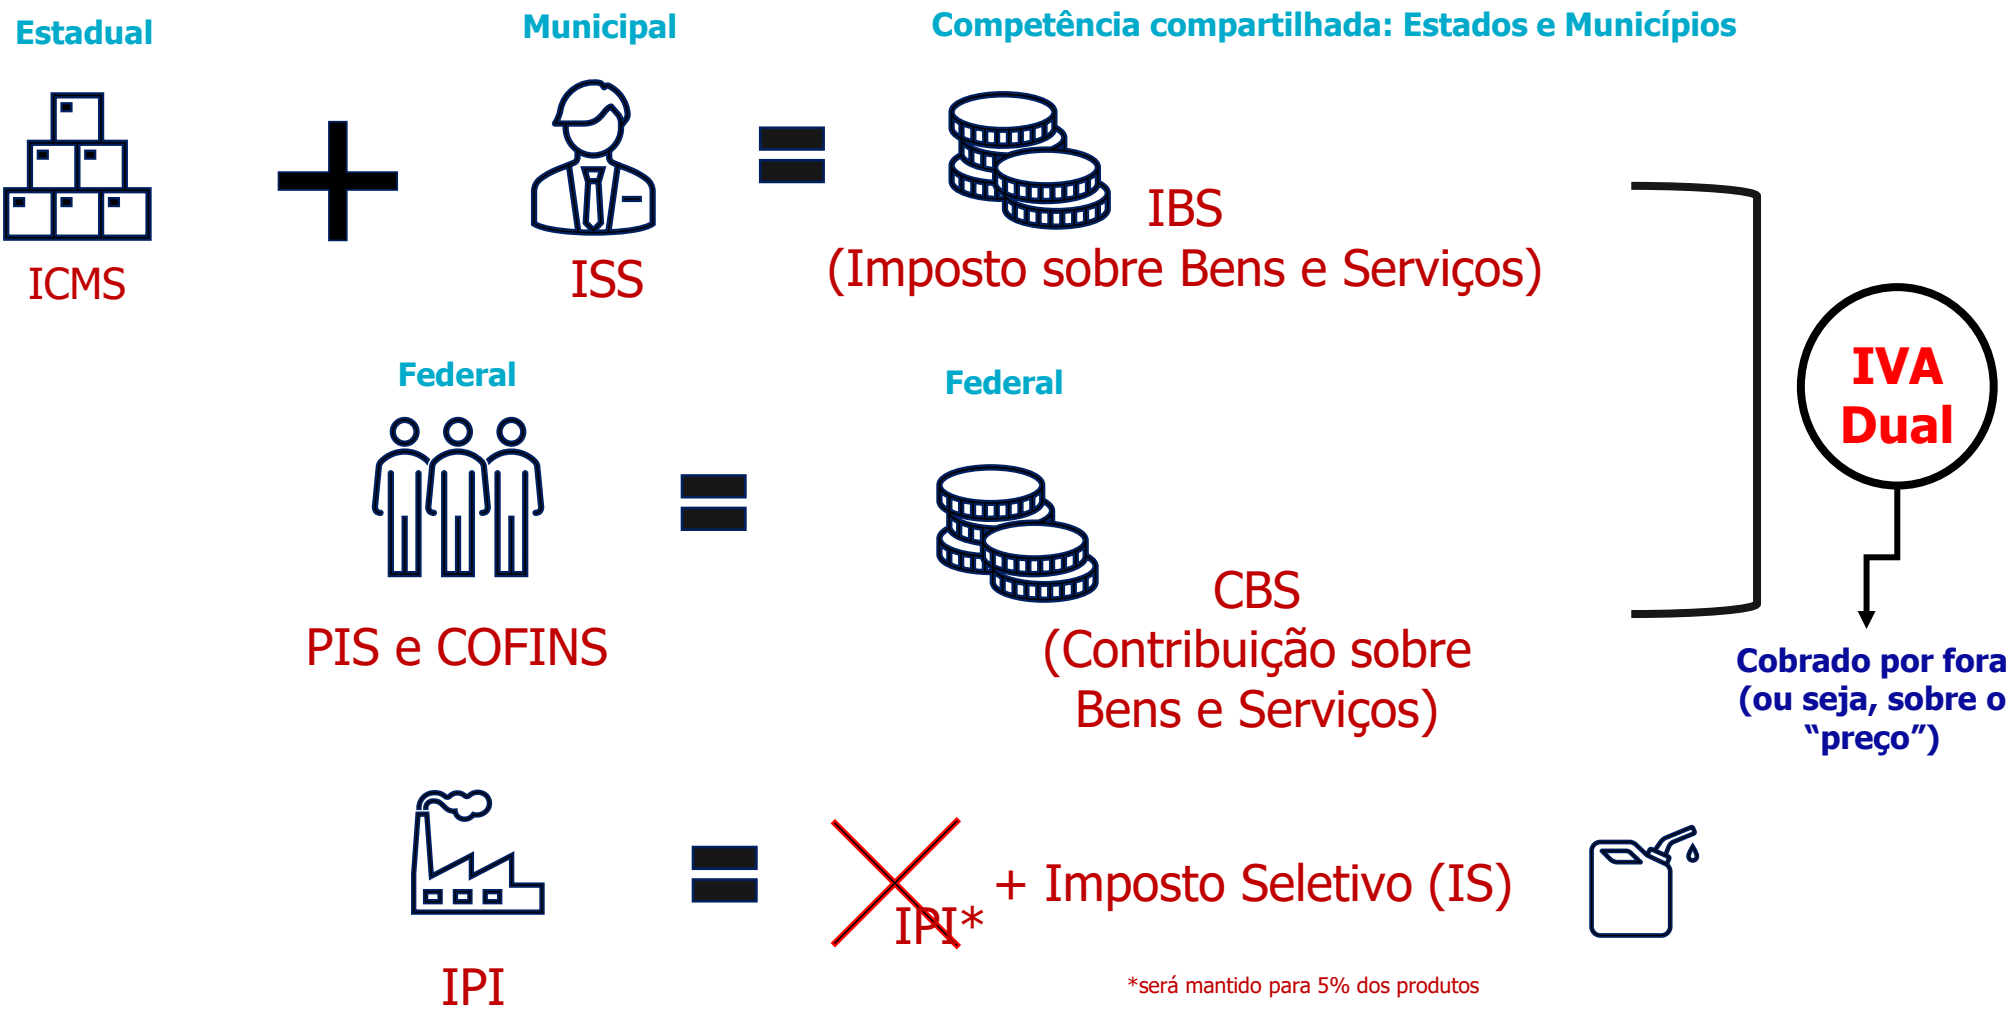 Estadual
Municipal
Competência compartilhada: Estados e Municípios
ICMS
ISS
IBS
(Imposto sobre Bens e Serviços)
IVA
Dual
Federal
Federal
PIS e COFINS
CBS
(Contribuição sobre
Bens e Serviços)
Cobrado por fora
(ou seja, sobre o
“preço”)
IPI
IPI*
+ Imposto Seletivo (IS)
*será mantido para 5% dos produtos